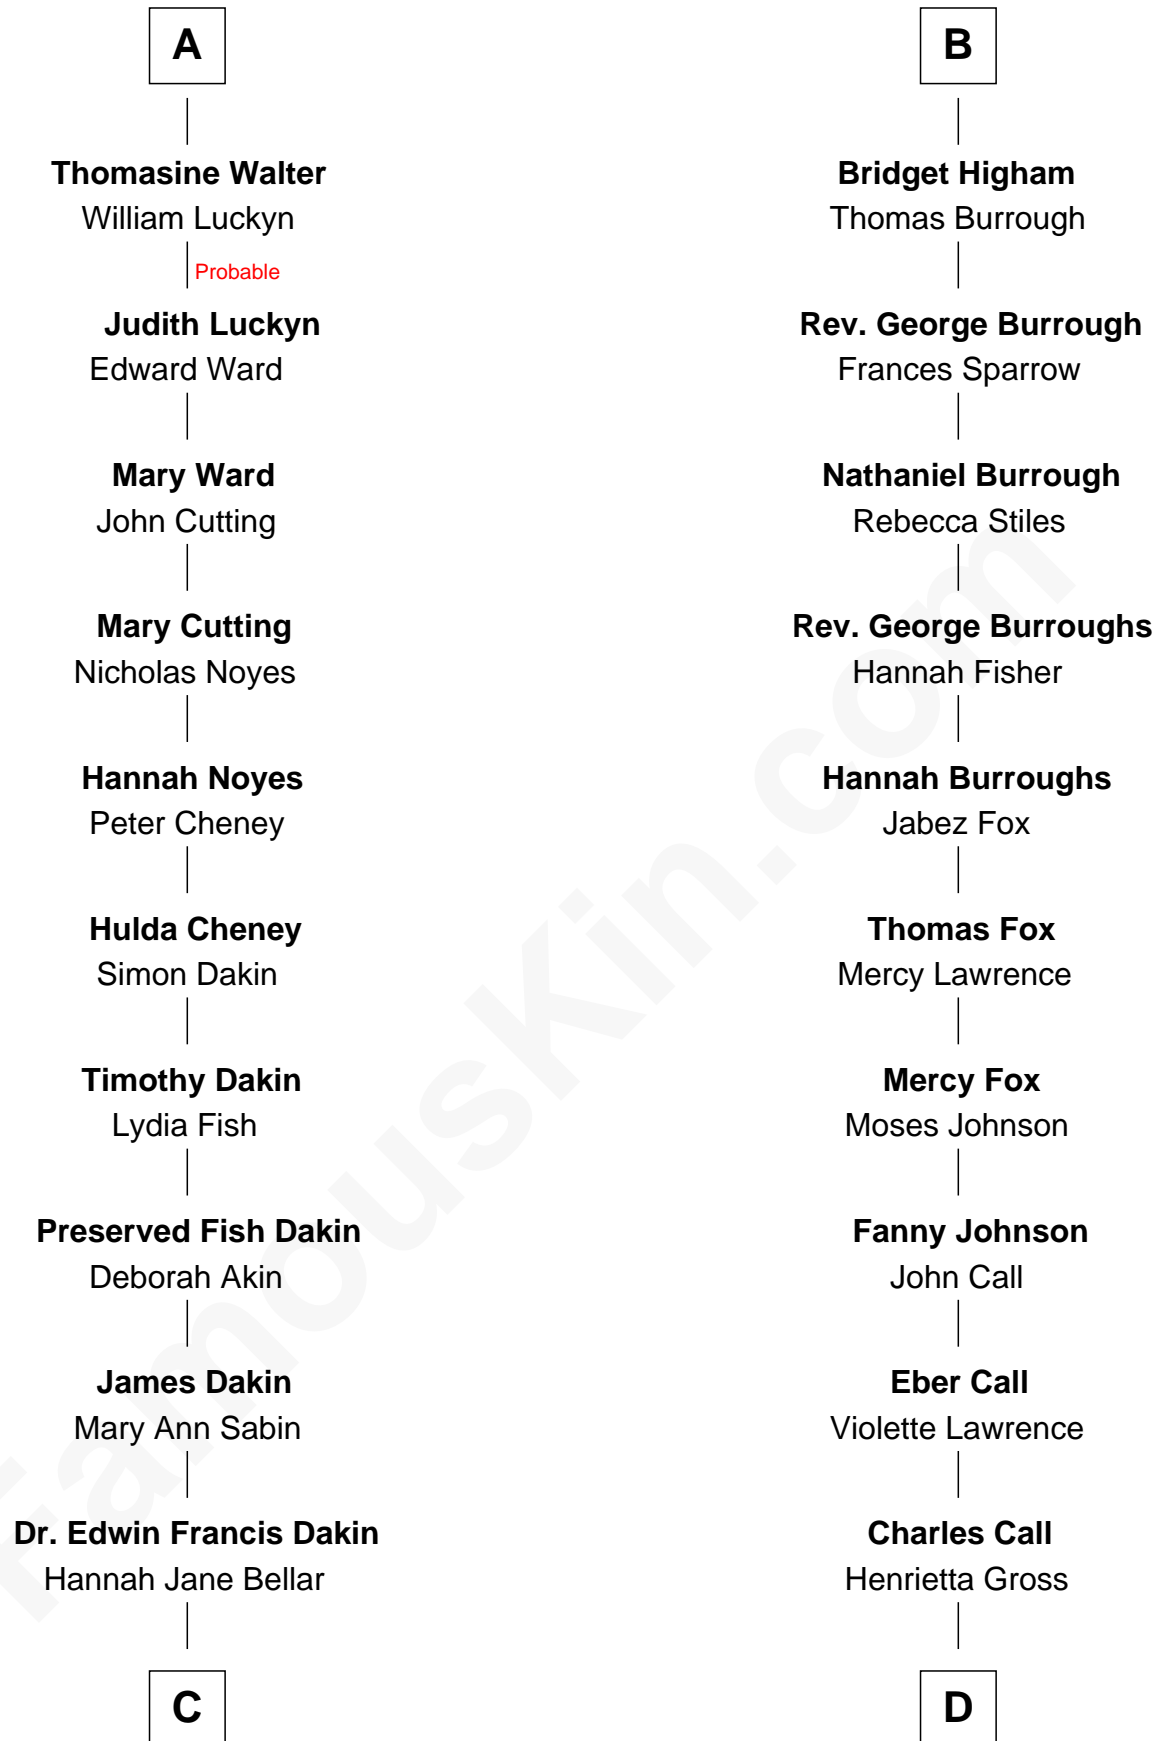 A
Thomasine Walter
William Luckyn
Probable
Judith Luckyn
Edward Ward
Mary Ward
John Cutting
Mary Cutting
Nicholas Noyes
Hannah Noyes
Peter Cheney
Hulda Cheney
Simon Dakin
Timothy Dakin
Lydia Fish
Preserved Fish Dakin
Deborah Akin
James Dakin
Mary Ann Sabin
Dr. Edwin Francis Dakin
Hannah Jane Bellar
C
B
Bridget Higham
Thomas Burrough
Rev. George Burrough
Frances Sparrow
Nathaniel Burrough
Rebecca Stiles
Rev. George Burroughs
Hannah Fisher
Hannah Burroughs
Jabez Fox
Thomas Fox
Mercy Lawrence
Mercy Fox
Moses Johnson
Fanny Johnson
John Call
Eber Call
Violette Lawrence
Charles Call
Henrietta Gross
D
FamousKin.com